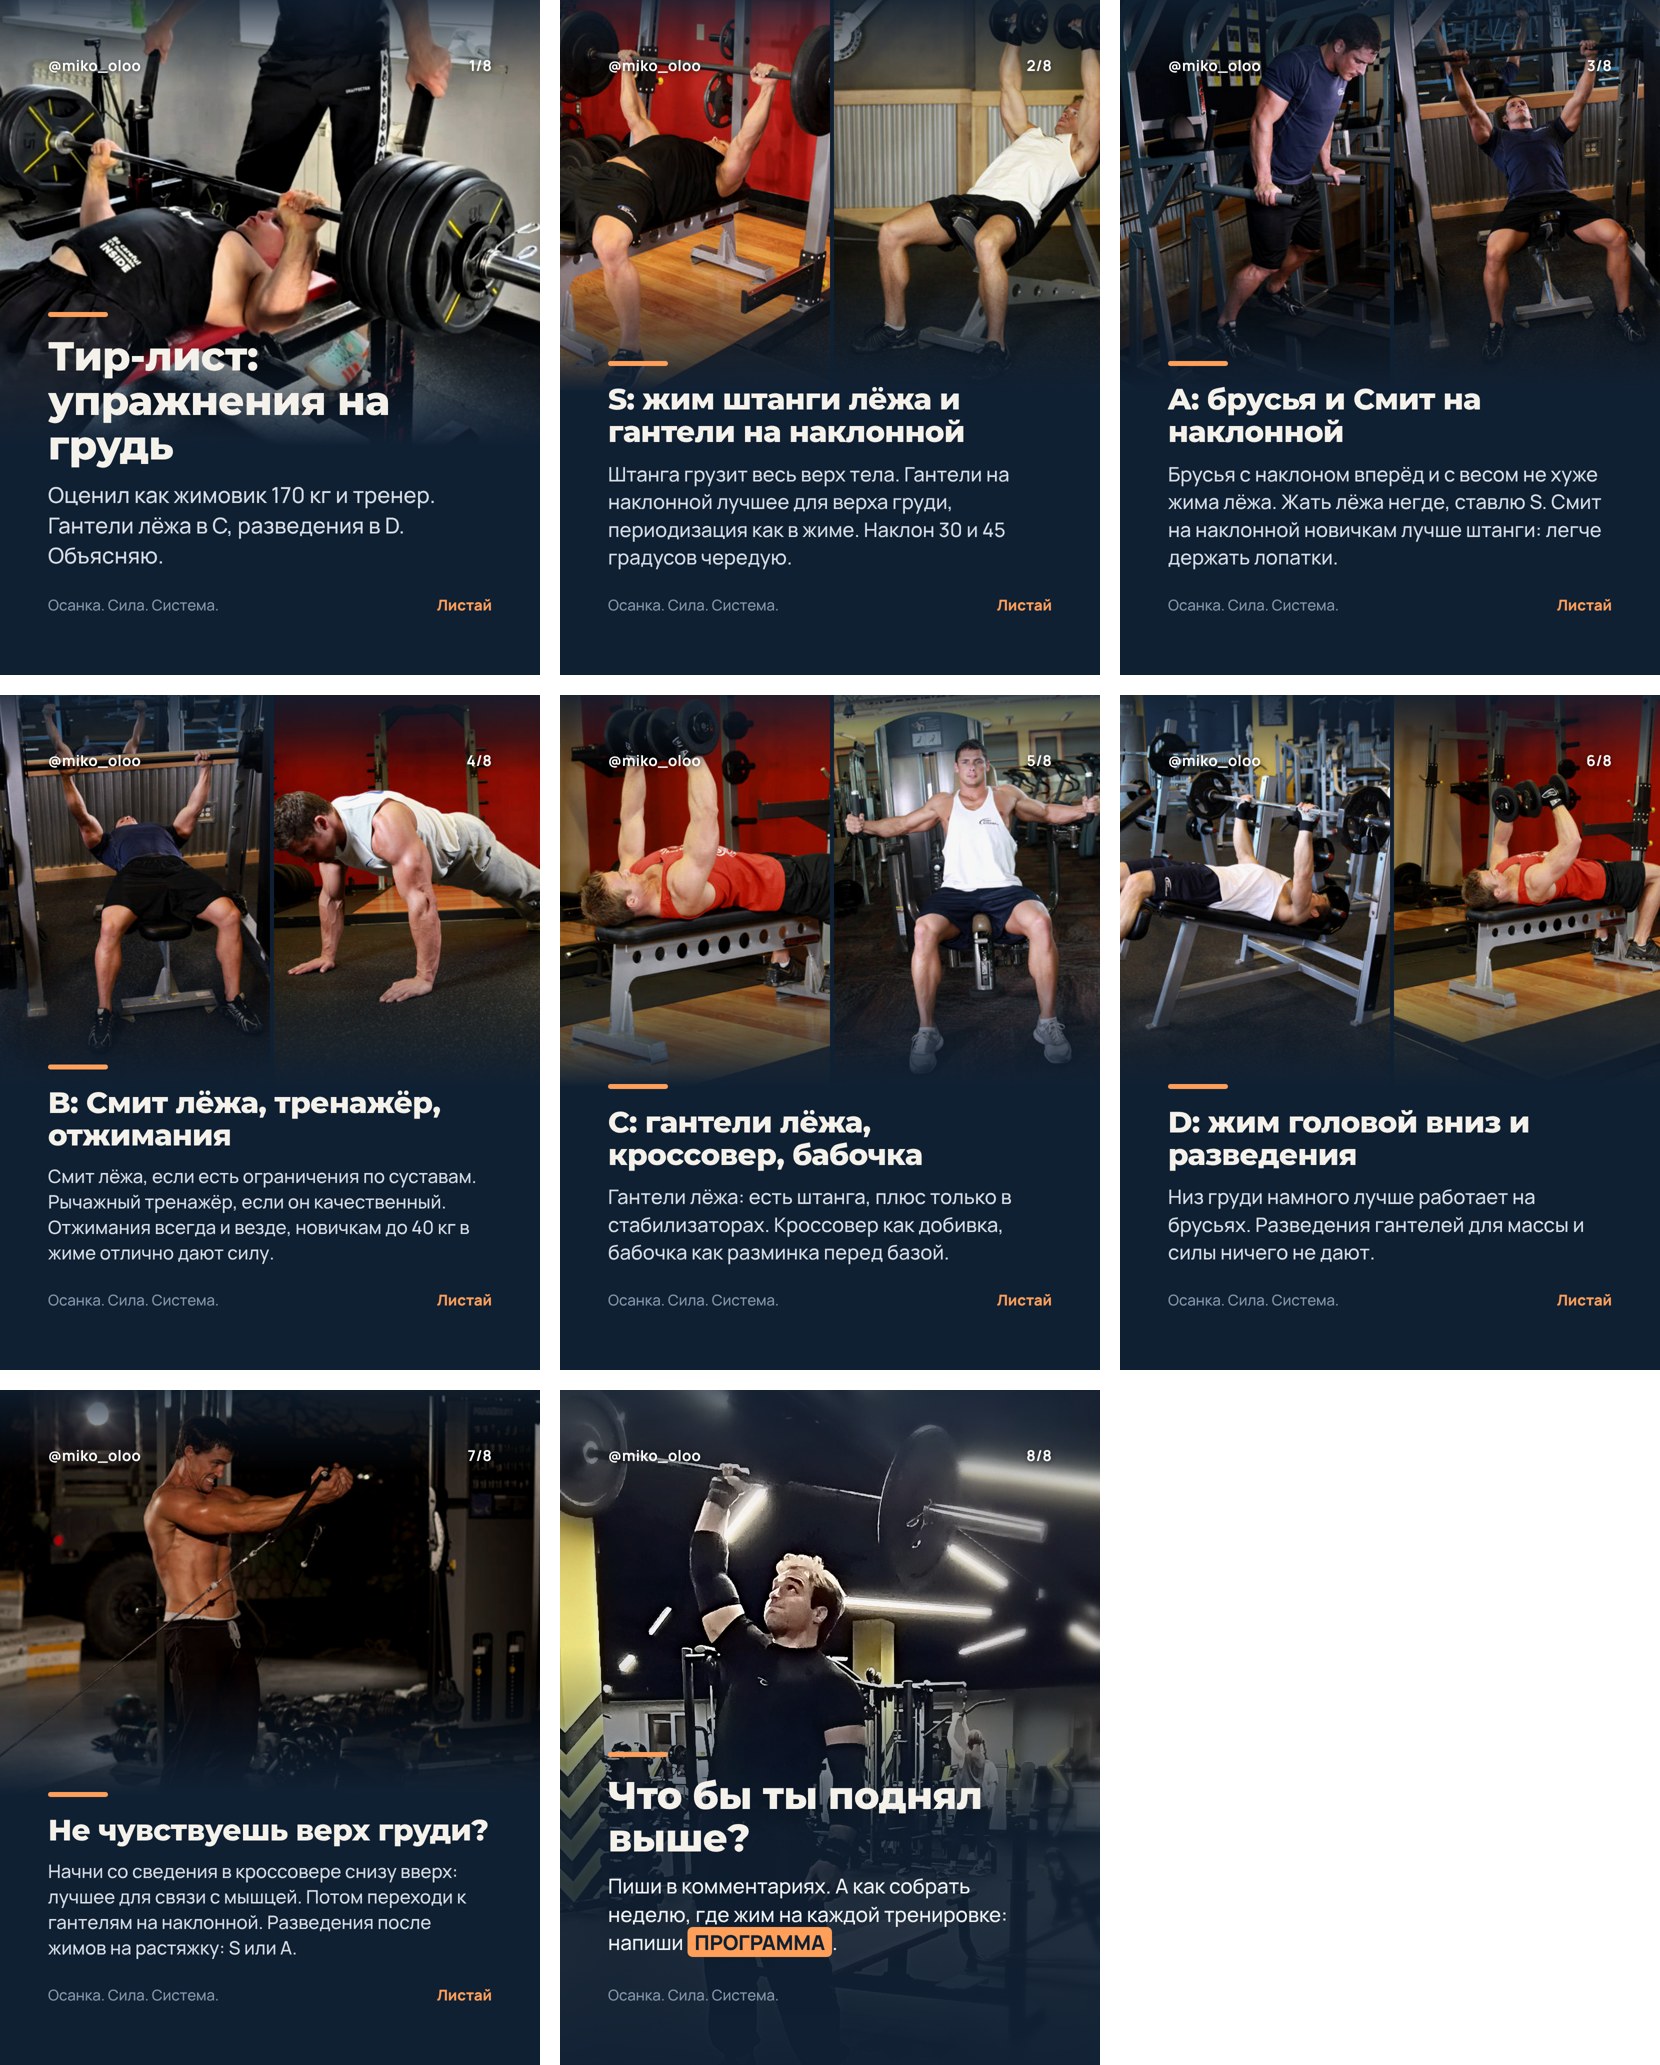 @miko_oloo
1/8
Тир-лист:
упражнения на
грудь
Оценил как жимовик 170 кг и тренер.
Гантели лёжа в C, разведения в D.
Объясняю.
Осанка. Сила. Система.
Листай
@miko_oloo
2/8
S: жим штанги лёжа и
гантели на наклонной
Штанга грузит весь верх тела. Гантели на
наклонной лучшее для верха груди,
периодизация как в жиме. Наклон 30 и 45
градусов чередую.
Осанка. Сила. Система.
Листай
@miko_oloo
3/8
A: брусья и Смит на
наклонной
Брусья с наклоном вперёд и с весом не хуже
жима лёжа. Жать лёжа негде, ставлю S. Смит
на наклонной новичкам лучше штанги: легче
держать лопатки.
Осанка. Сила. Система.
Листай
@miko_oloo
4/8
B: Смит лёжа, тренажёр,
отжимания
Смит лёжа, если есть ограничения по суставам.
Рычажный тренажёр, если он качественный.
Отжимания всегда и везде, новичкам до 40 кг в
жиме отлично дают силу.
Осанка. Сила. Система.
Листай
@miko_oloo
5/8
C: гантели лёжа,
кроссовер, бабочка
Гантели лёжа: есть штанга, плюс только в
стабилизаторах. Кроссовер как добивка,
бабочка как разминка перед базой.
Осанка. Сила. Система.
Листай
@miko_oloo
6/8
D: жим головой вниз и
разведения
Низ груди намного лучше работает на
брусьях. Разведения гантелей для массы и
силы ничего не дают.
Осанка. Сила. Система.
Листай
@miko_oloo
7/8
Не чувствуешь верх груди?
Начни со сведения в кроссовере снизу вверх:
лучшее для связи с мышцей. Потом переходи к
гантелям на наклонной. Разведения после
жимов на растяжку: S или A.
Осанка. Сила. Система.
Листай
@miko_oloo
8/8
Что бы ты поднял
выше?
Пиши в комментариях. А как собрать
неделю, где жим на каждой тренировке:
напиши ПРОГРАММА.
Осанка. Сила. Система.